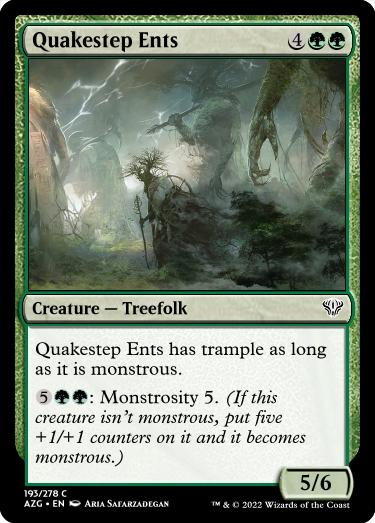 Quakestep Ents 4
Creature — Treefolk
Quakestep Ents has trample as long
as it is monstrous.
5: Monstrosity 5. (If this
creature isn't monstrous, put five
+1/+1 counters on it and it becomes
monstrous.)
5/6
193/278 C
AZG • EN Aria Safarzadegan
™ & © 2022 Wizards of the Coast